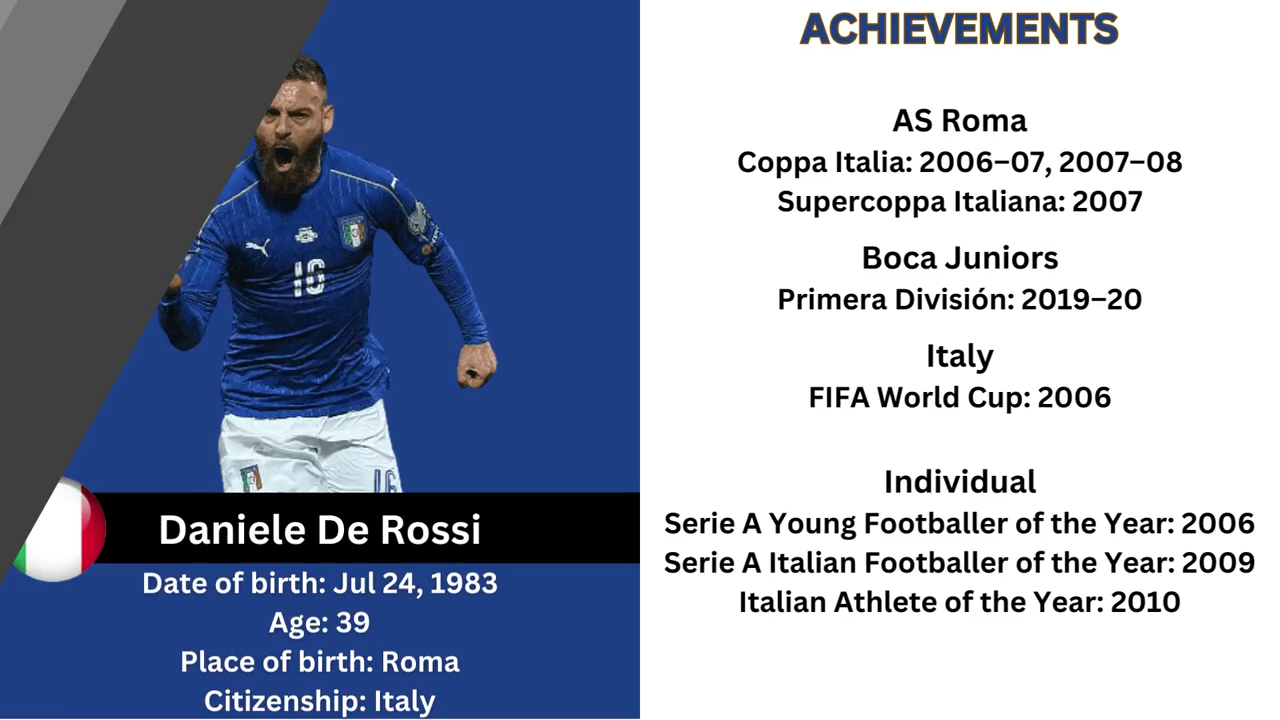 ACHIEVEMENTS
AS Roma
Coppa Italia: 2006–07, 2007–08
Supercoppa Italiana: 2007
Boca Juniors
Primera División: 2019–20
Italy
FIFA World Cup: 2006
Individual
Serie A Young Footballer of the Year: 2006
Serie A Italian Footballer of the Year: 2009
Italian Athlete of the Year: 2010
16
16
Daniele De Rossi
Date of birth: Jul 24, 1983
Age: 39
Place of birth: Roma
Citizenship: Italy